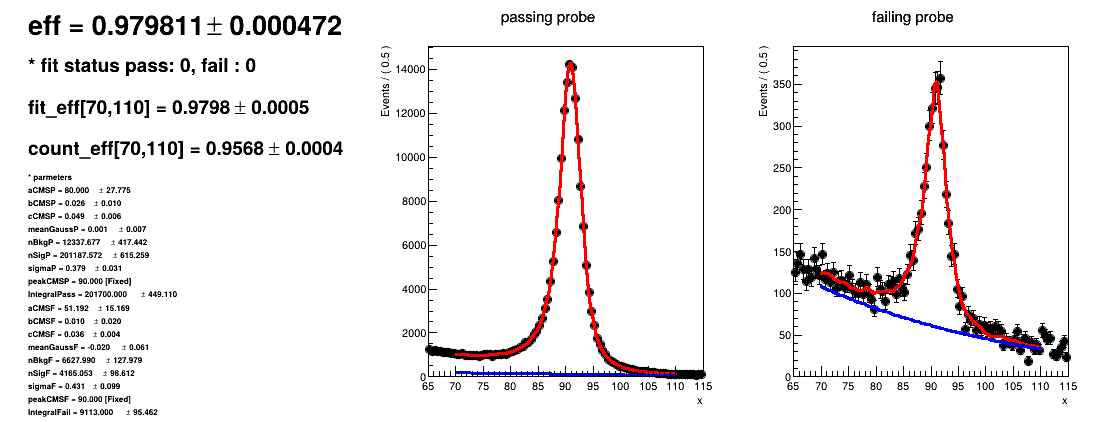 eff = 0.979811 ± 0.000472
* fit status pass: 0, fail : 0
fit_eff[70,110] = 0.9798 ± 0.0005
count_eff[70,110] = 0.9568 ± 0.0004
* parmeters
aCMSP = 80.000 ± 27.775
bCMSP = 0.026 ± 0.010
cCMSP = 0.049 ± 0.006
meanGaussP = 0.001 ± 0.007
nBkgP = 12337.677 ± 417.442
nSigP = 201187.572 ± 615.259
sigmaP = 0.379 ± 0.031
peakCMSP = 90.000 [Fixed]
IntegralPass = 201700.000 ± 449.110
aCMSF = 51.192 ± 15.169
bCMSF = 0.010 ± 0.020
cCMSF = 0.036 ± 0.004
meanGaussF = -0.020 ± 0.061
nBkgF = 6627.990 ± 127.979
nSigF = 4165.053 ± 98.612
sigmaF = 0.431 ± 0.099
peakCMSF = 90.000 [Fixed]
IntegralFail = 9113.000 ± 95.462
passing probe
Events / ( 0.5 )
14000
12000
10000
8000
6000
4000
2000
0
65 70 75 80 85 90 95 100 105 110 115
x
failing probe
Events / ( 0.5 )
350
300
250
200
150
100
50
0
65 70 75 80 85 90 95 100 105 110 115
x